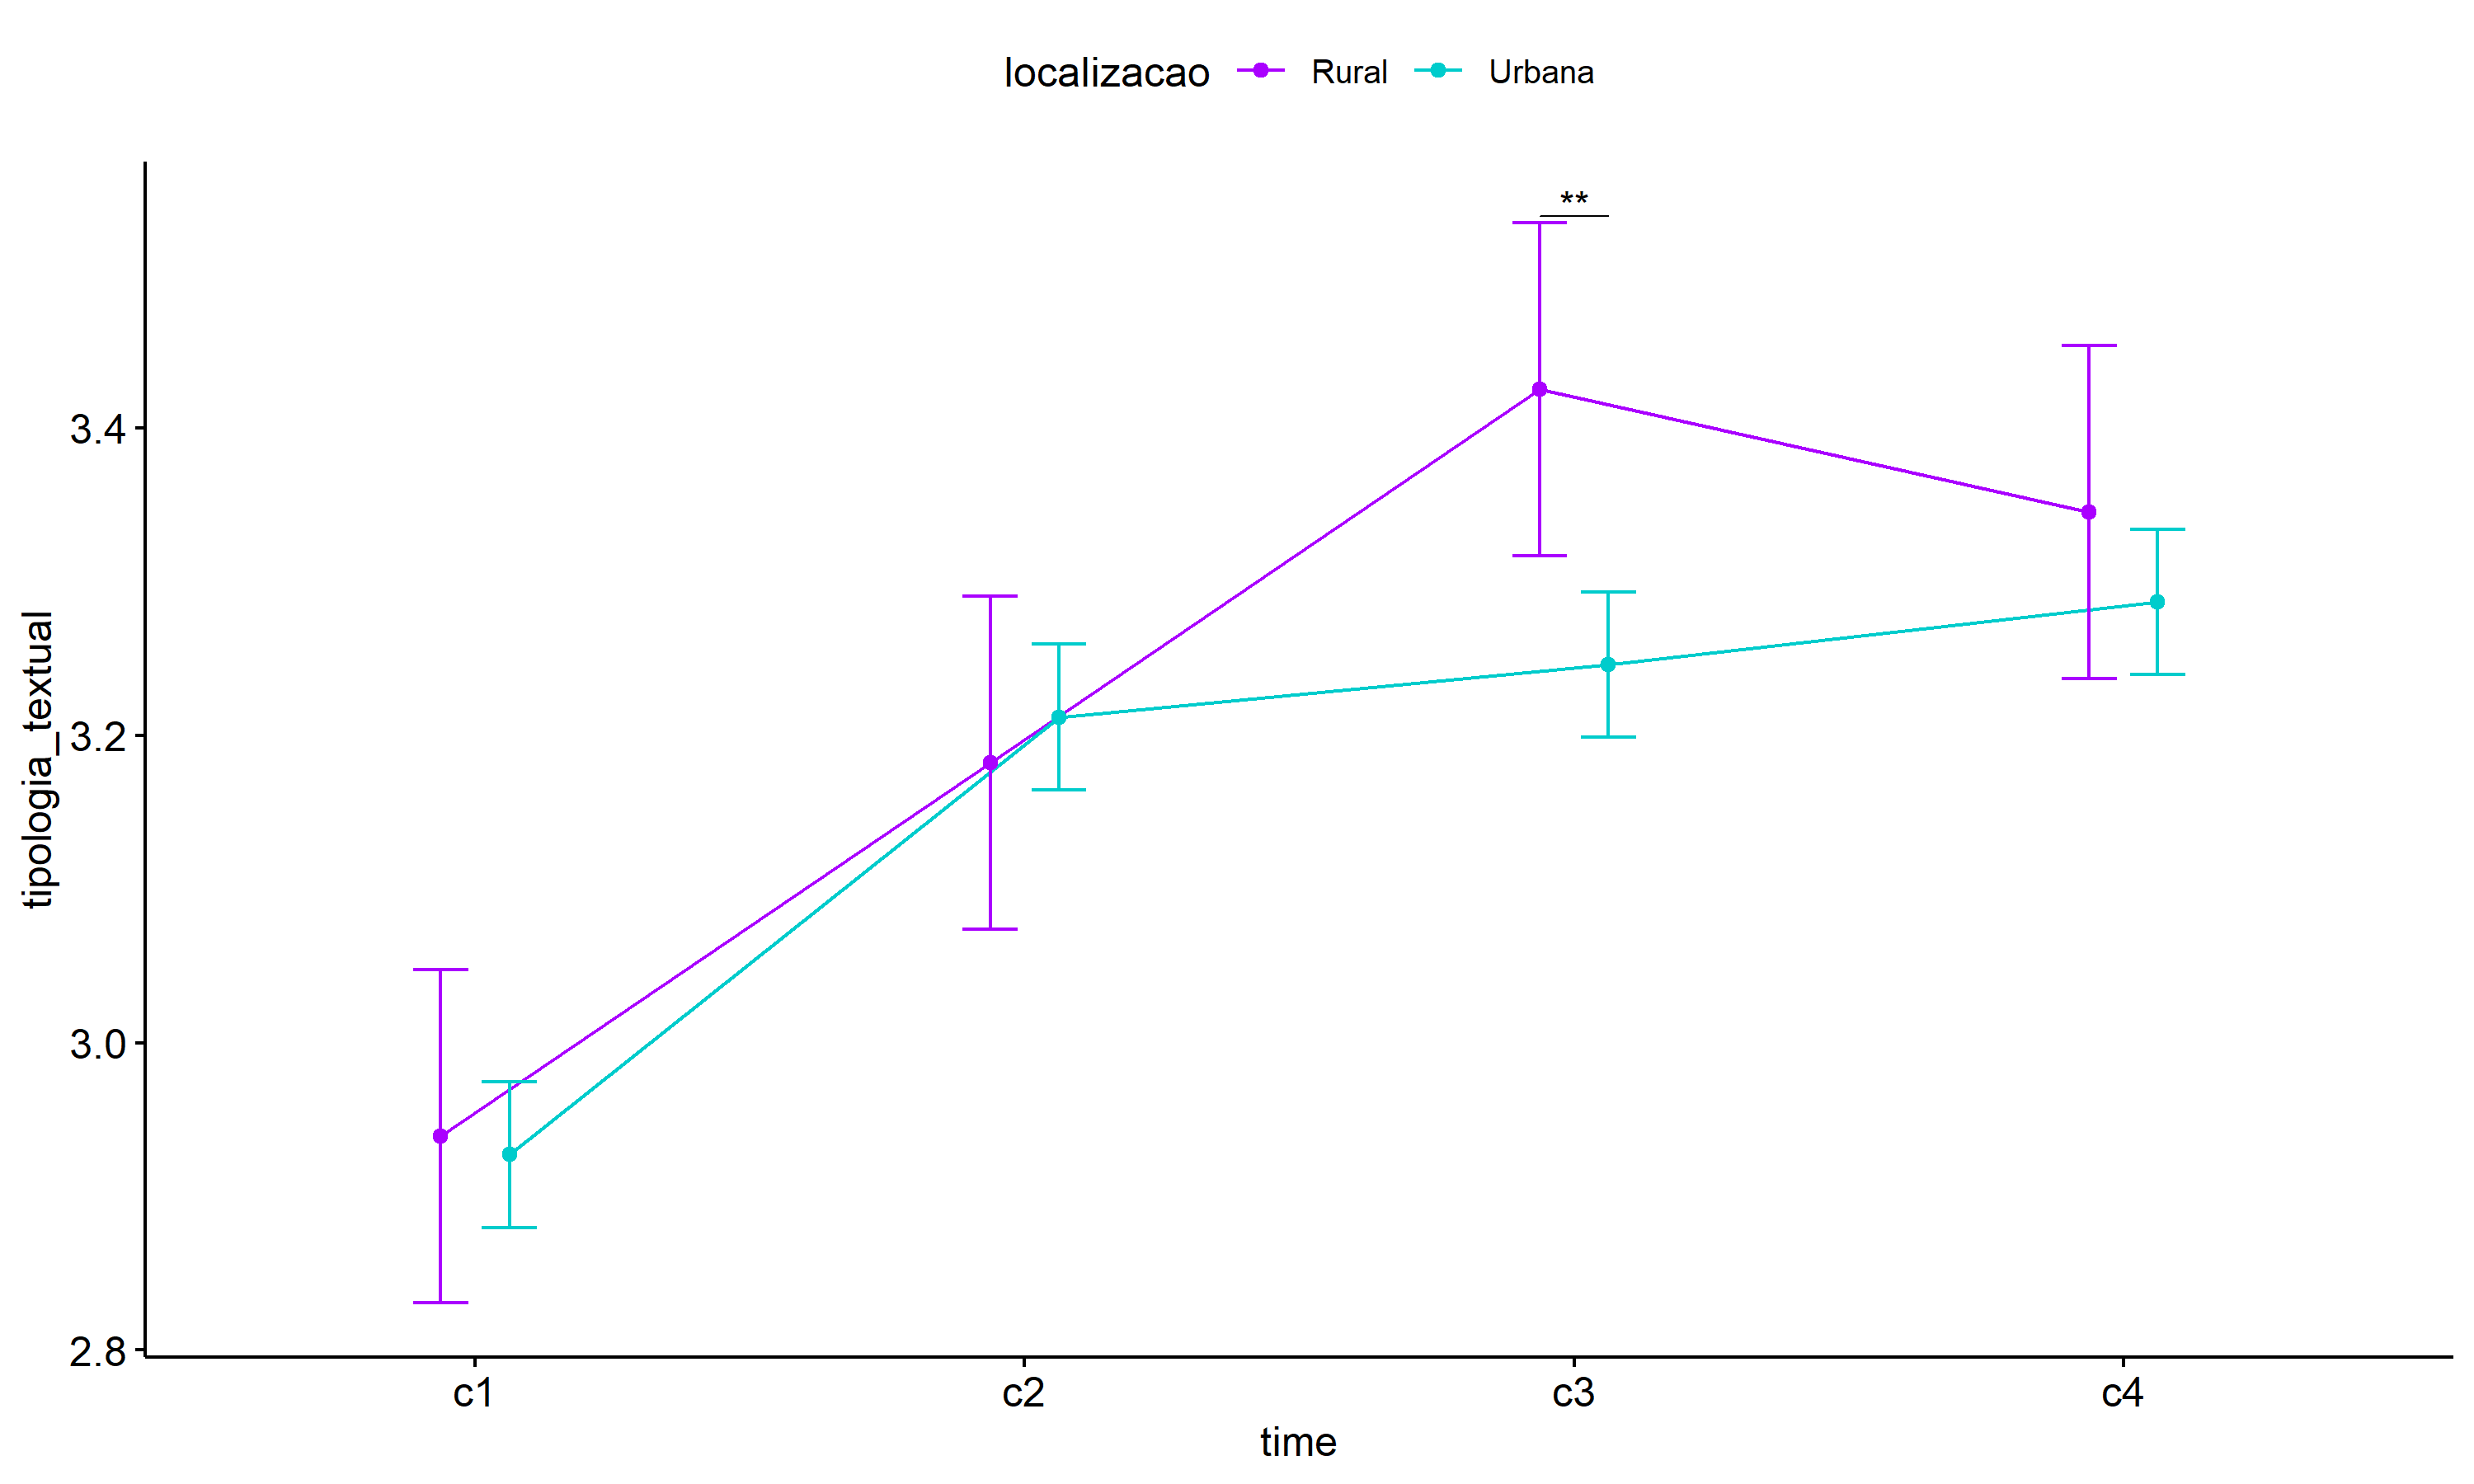 localizacao Rural Urbana
**
3.4
3.2
3.0
2.8
tipologia_textual
c1 c2 c3 c4
time